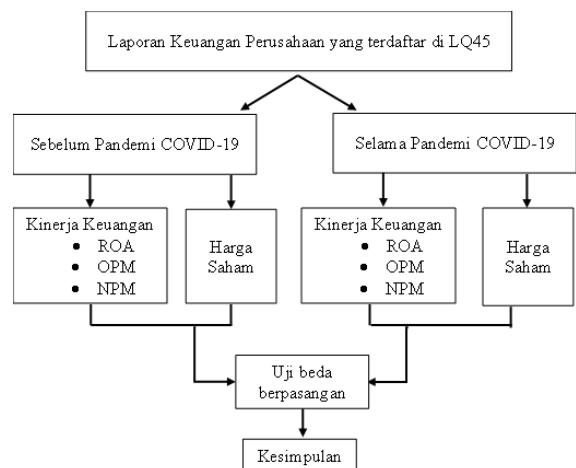 Laporan Keuangan Perusahaan yang terdaftar di LQ45
Sebelum Pandemi COVID-19
Selama Pandemi COVID-19
Kinerja Keuangan
• ROA
• OPM
• NPM
Harga
Saham
Kinerja Keuangan
• ROA
• OPM
• NPM
Harga
Saham
Uji beda
berpasangan
Kesimpulan